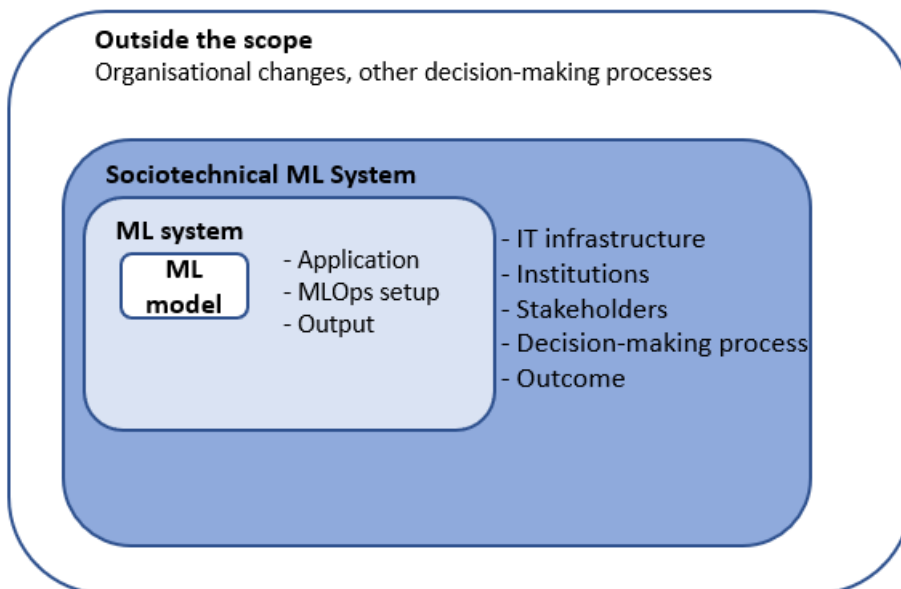 Outside the scope
Organisational changes, other decision-making processes
Sociotechnical ML System
ML system
ML
model
- Application
- MLOps setup
- Output
- IT infrastructure
- Institutions
- Stakeholders
- Decision-making process
- Outcome